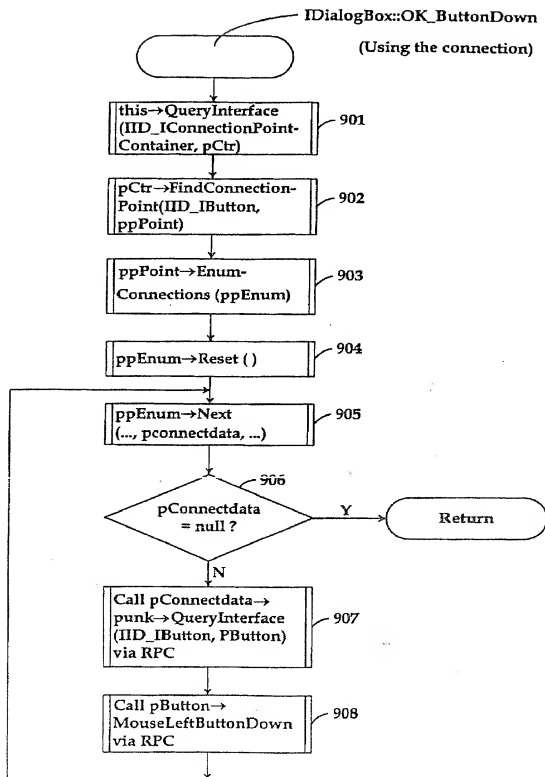 IDialogBox::OK_ButtonDown
(Using the connection)
this→QueryInterface
(IID_IConnectionPoint-
Container, pCtr)
901
pCtr→FindConnection-
Point(IID_IButton,
ppPoint)
902
ppPoint→Enum-
Connections (ppEnum)
903
ppEnum→Reset ( )
904
ppEnum→Next
(..., pconnectdata, ...)
905
906
pConnectdata
= null ?
Y
Return
N
Call pConnectdata→
punk→QueryInterface
(IID_IButton, PButton)
via RPC
907
Call pButton→
MouseLeftButtonDown
via RPC
908